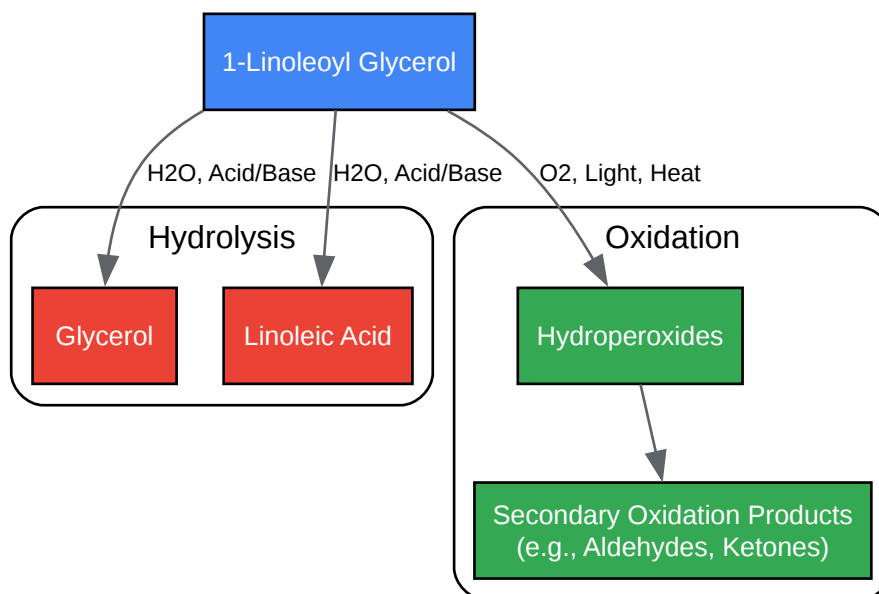 1-Linoleoyl Glycerol
H2O, Acid/Base
H2O, Acid/Base
O2, Light, Heat
Hydrolysis
Oxidation
Glycerol
Linoleic Acid
Hydroperoxides
Secondary Oxidation Products
(e.g., Aldehydes, Ketones)